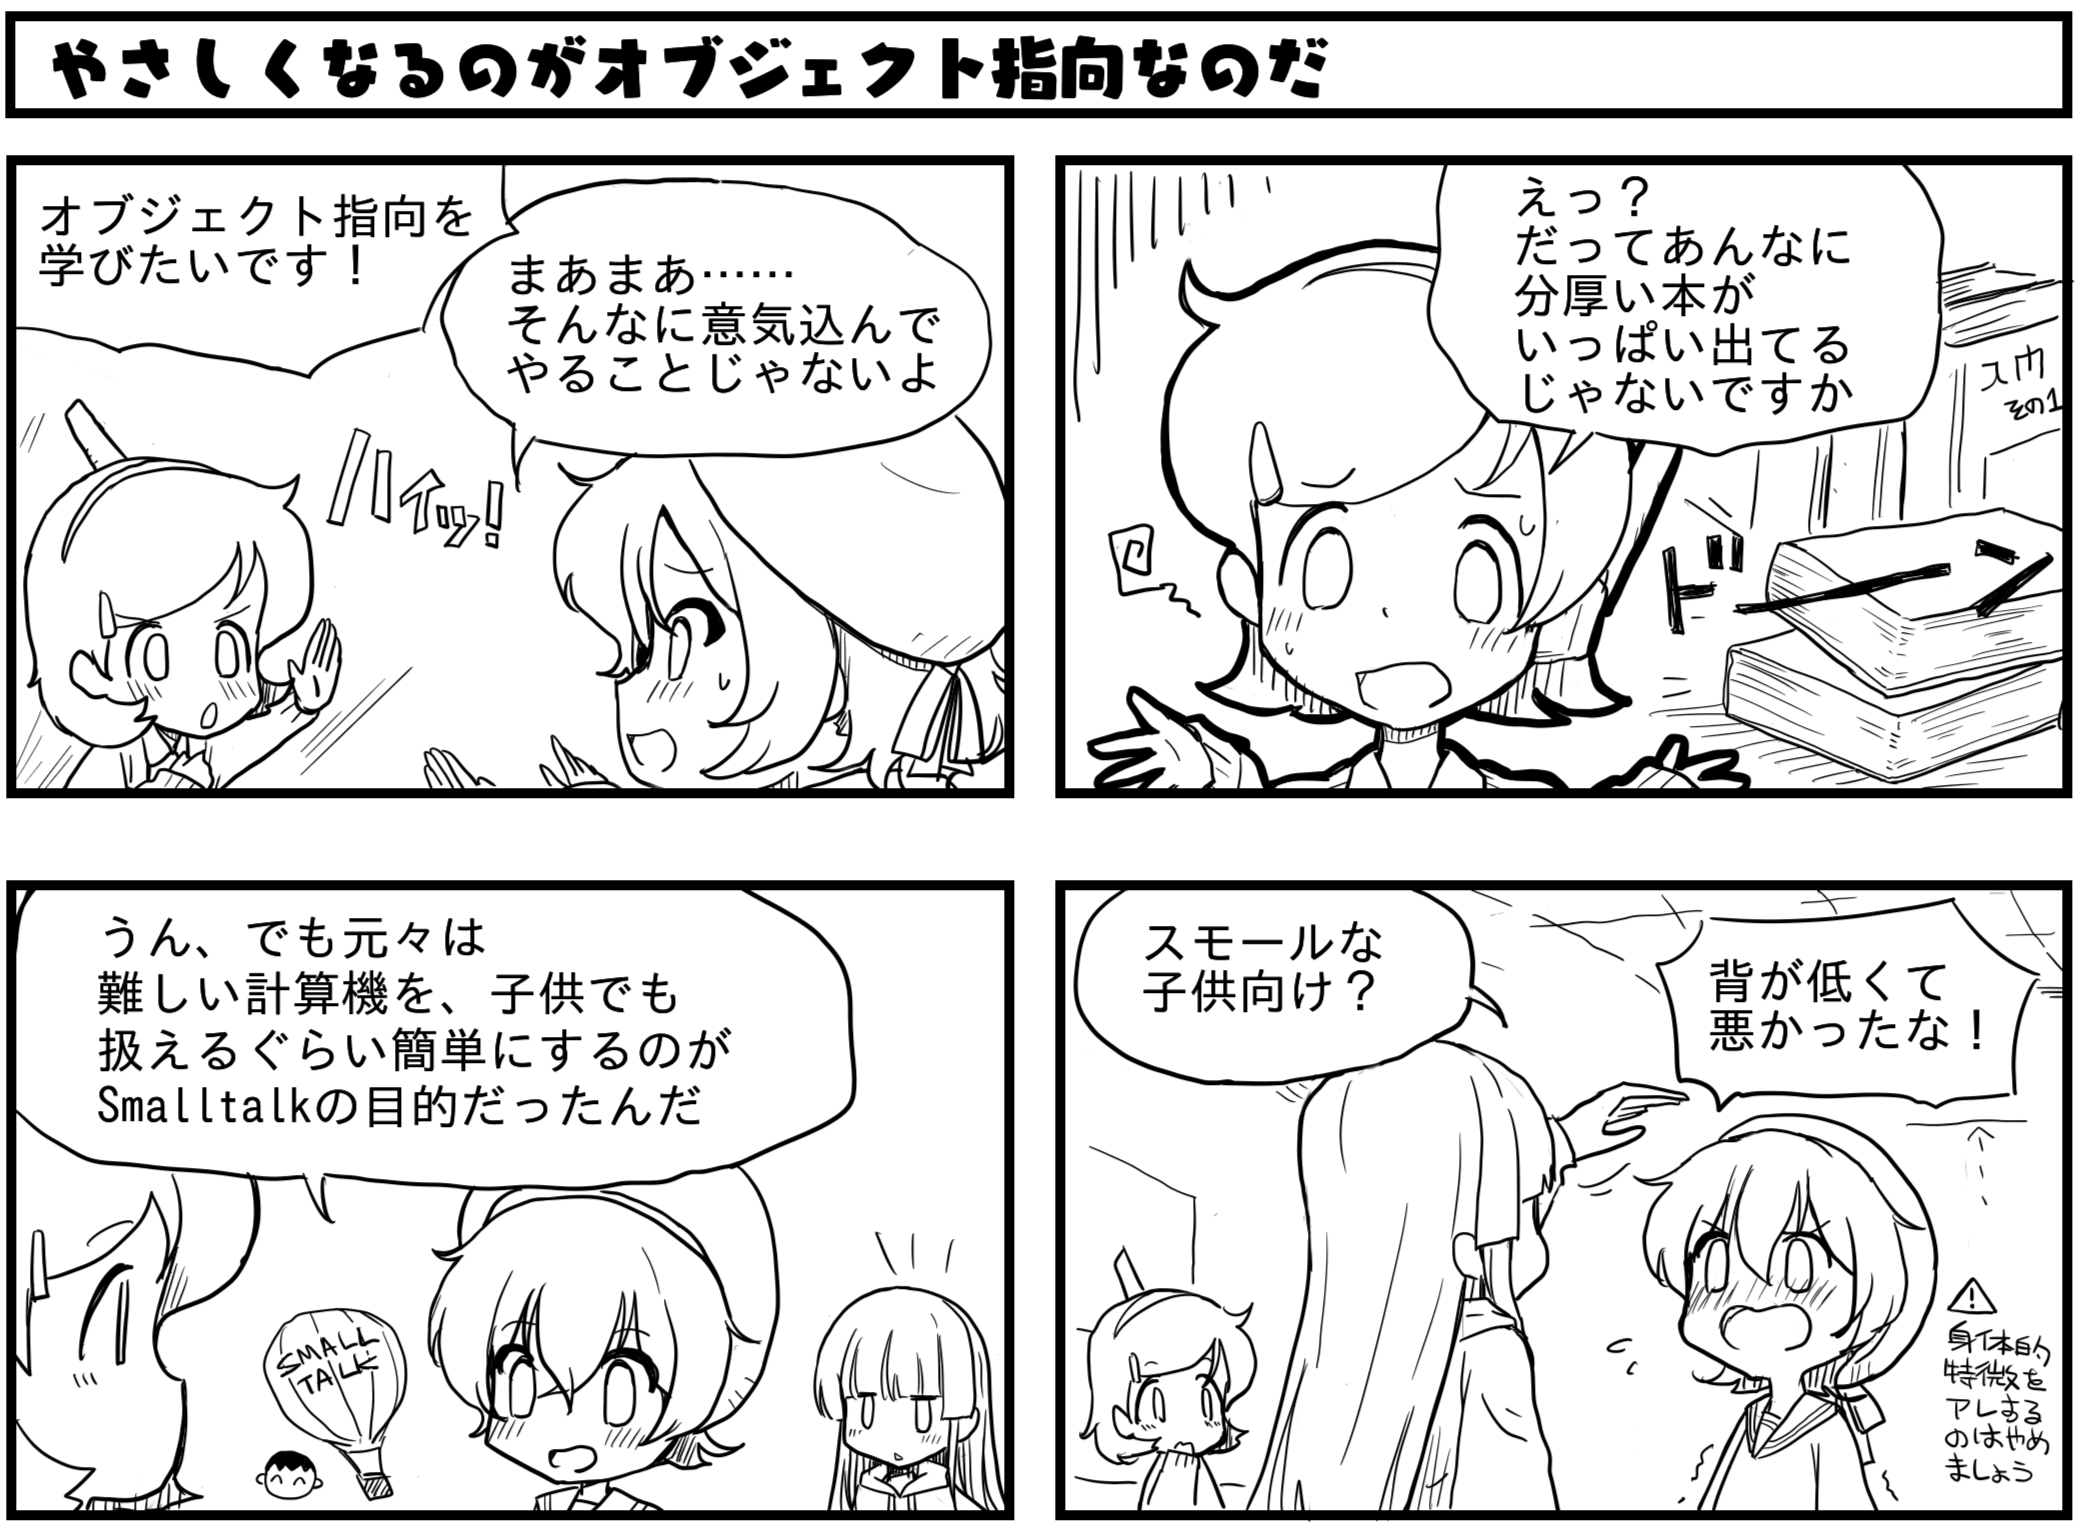 やさしくなるのがオブジェクト指向なのだ
オブジェクト指向を
学びたいです！
ハイッ!
まあまあ……
そんなに意気込んで
やることじゃないよ
えっ？
だってあんなに
分厚い本が
いっぱい出てる
じゃないですか
入門
その1
ドーン
うん、でも元々は
難しい計算機を、子供でも
扱えるぐらい簡単にするのが
Smalltalkの目的だったんだ
SMALL
TALK
スモールな
子供向け？
背が低くて
悪かったな！
身体的
特徴を
アレする
のはやめ
ましょう